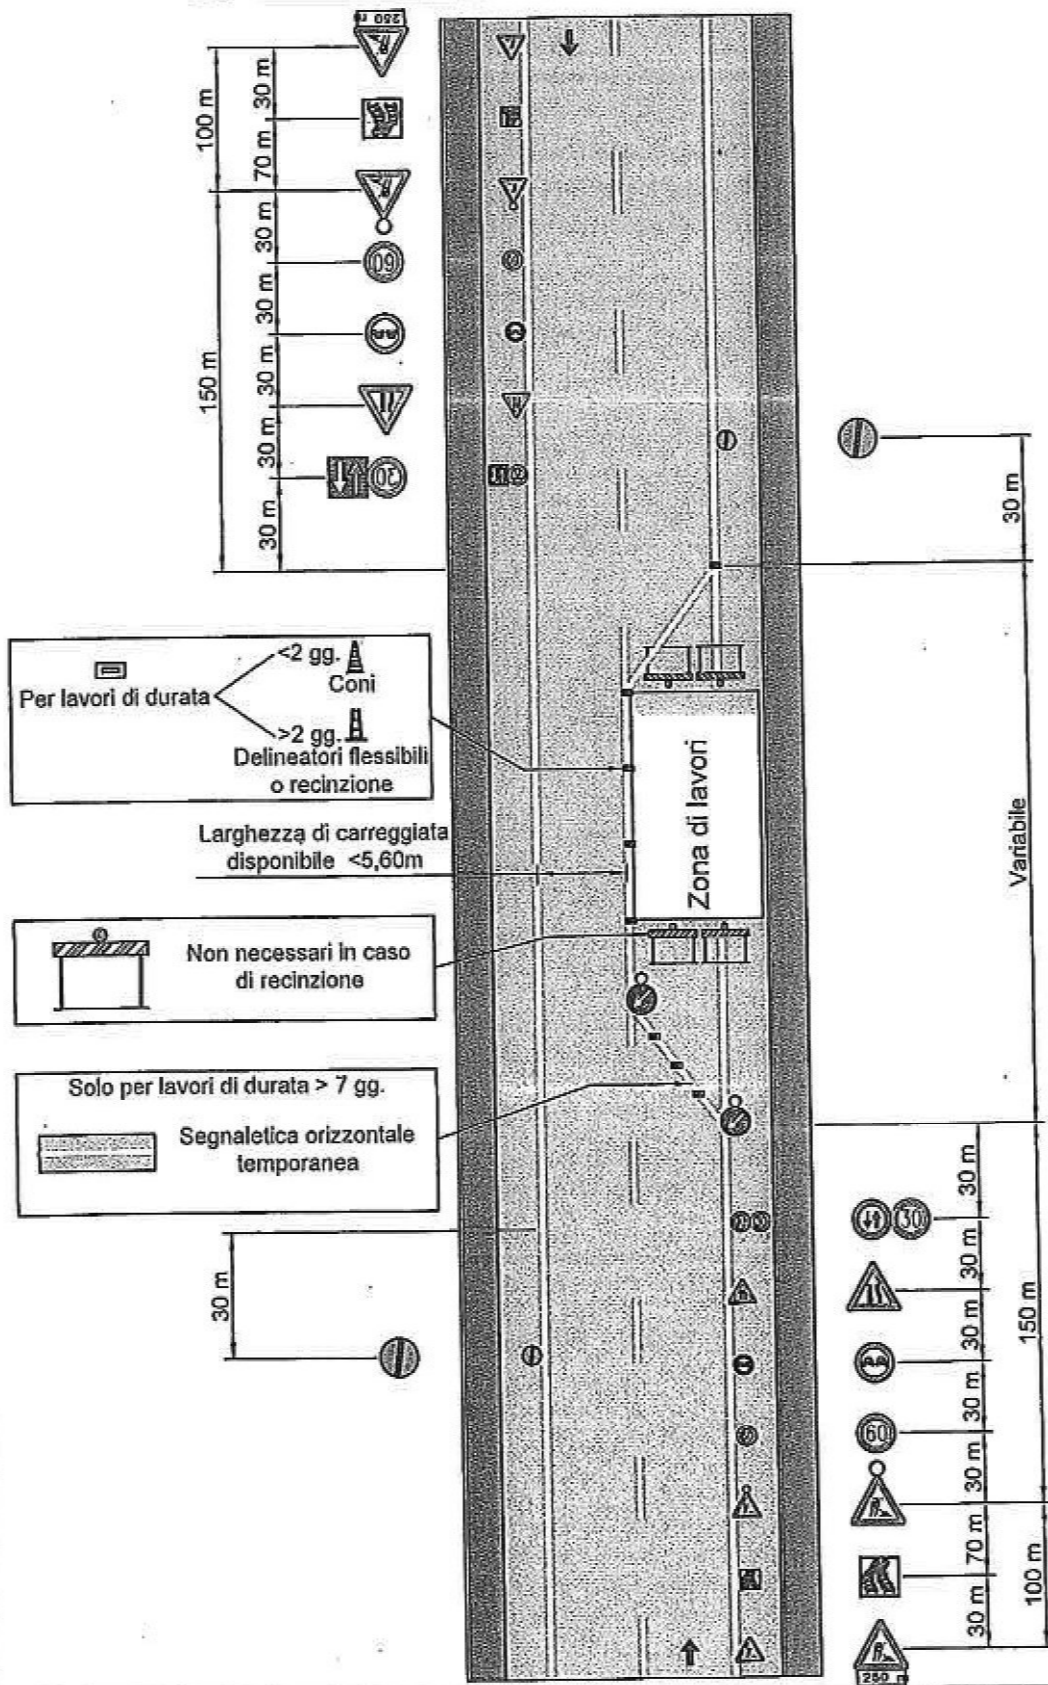 250 m
30 m
100 m
70 m
30 m
60
30 m
30 m
150 m
30 m
30
30 m
30 m
Per lavori di durata
<2 gg.
Coni
>2 gg.
Delineatori flessibili
o recinzione
Larghezza di carreggiata
disponibile <5,60m
Zona di lavori
Variabile
Non necessari in caso
di recinzione
Solo per lavori di durata > 7 gg.
Segnaletica orizzontale
temporanea
30 m
30 m
30
30 m
150 m
30 m
30 m
60
30 m
70 m
100 m
30 m
250 m